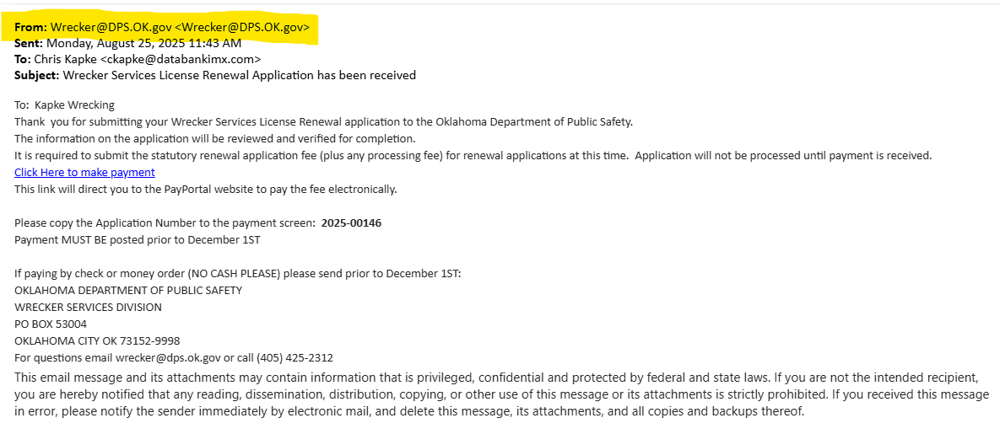 From: Wrecker@DPS.OK.gov <Wrecker@DPS.OK.gov>
Sent: Monday, August 25, 2025 11:43 AM
To: Chris Kapke <ckapke@databankimx.com>
Subject: Wrecker Services License Renewal Application has been received
To:  Kapke Wrecking
Thank  you for submitting your Wrecker Services License Renewal application to the Oklahoma Department of Public Safety.
The information on the application will be reviewed and verified for completion.
It is required to submit the statutory renewal application fee (plus any processing fee) for renewal applications at this time.  Application will not be processed until payment is received.
Click Here to make payment
This link will direct you to the PayPortal website to pay the fee electronically.
Please copy the Application Number to the payment screen:  2025-00146
Payment MUST BE posted prior to December 1ST
If paying by check or money order (NO CASH PLEASE) please send prior to December 1ST:
OKLAHOMA DEPARTMENT OF PUBLIC SAFETY
WRECKER SERVICES DIVISION
PO BOX 53004
OKLAHOMA CITY OK 73152-9998
For questions email wrecker@dps.ok.gov or call (405) 425-2312
This email message and its attachments may contain information that is privileged, confidential and protected by federal and state laws. If you are not the intended recipient,
you are hereby notified that any reading, dissemination, distribution, copying, or other use of this message or its attachments is strictly prohibited. If you received this message
in error, please notify the sender immediately by electronic mail, and delete this message, its attachments, and all copies and backups thereof.